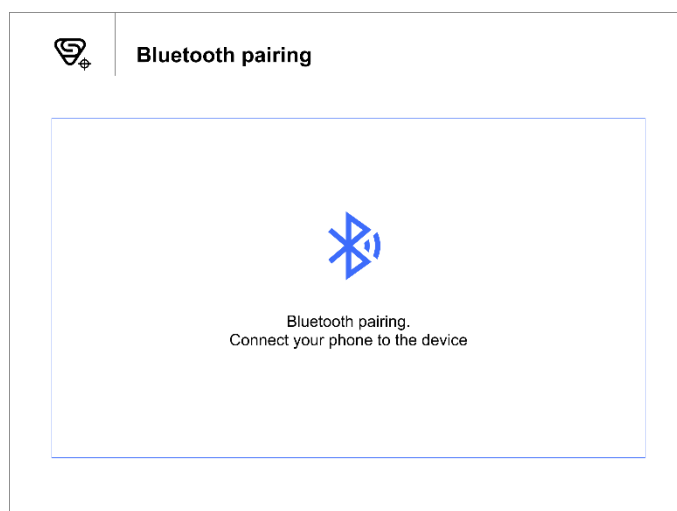 Bluetooth pairing
Bluetooth pairing.
Connect your phone to the device